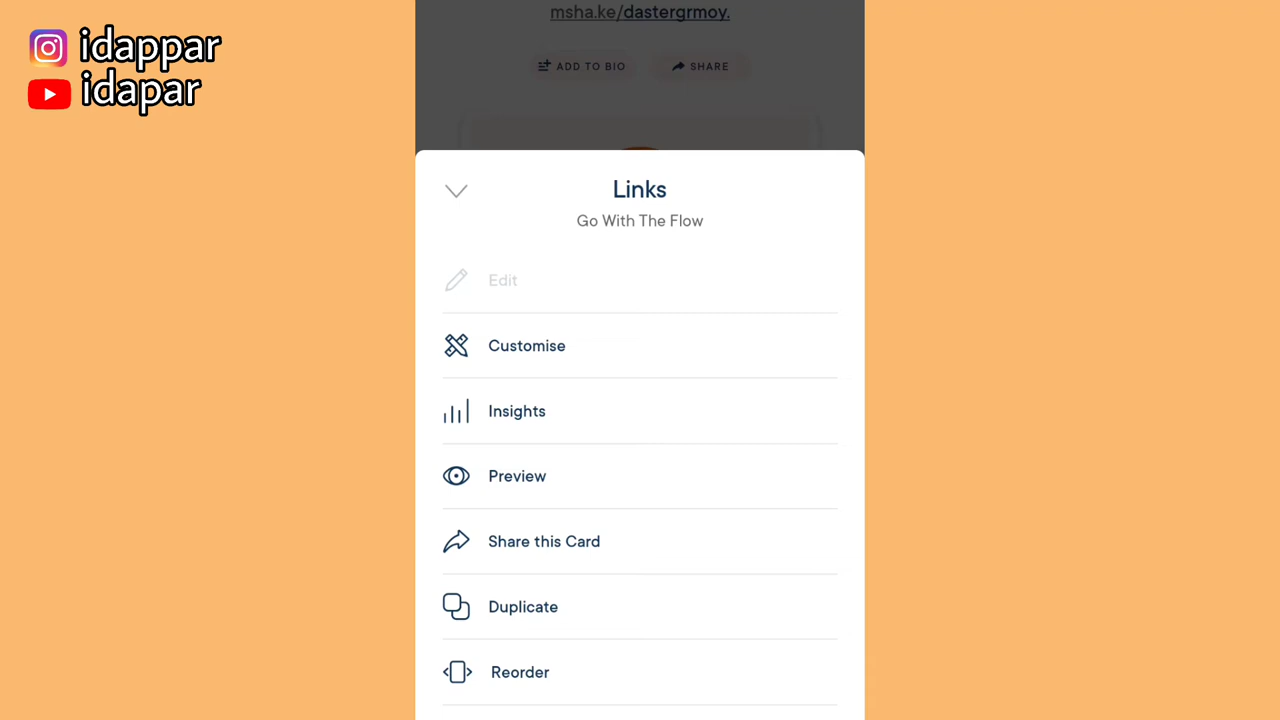 idappar
idapar
msha.ke/dastergrmoy.
ADD TO BIO
SHARE
Links
Go With The Flow
Edit
Customise
Insights
Preview
Share this Card
Duplicate
Reorder